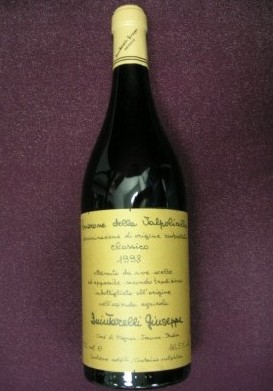 Amarone della Valpolicella
Denominazione di origine controllata
Classico
1998
ottenuto da uve scelte
ed appassite secondo tradizione
imbottigliato all'origine
nell'azienda agricola
Quintarelli Giuseppe